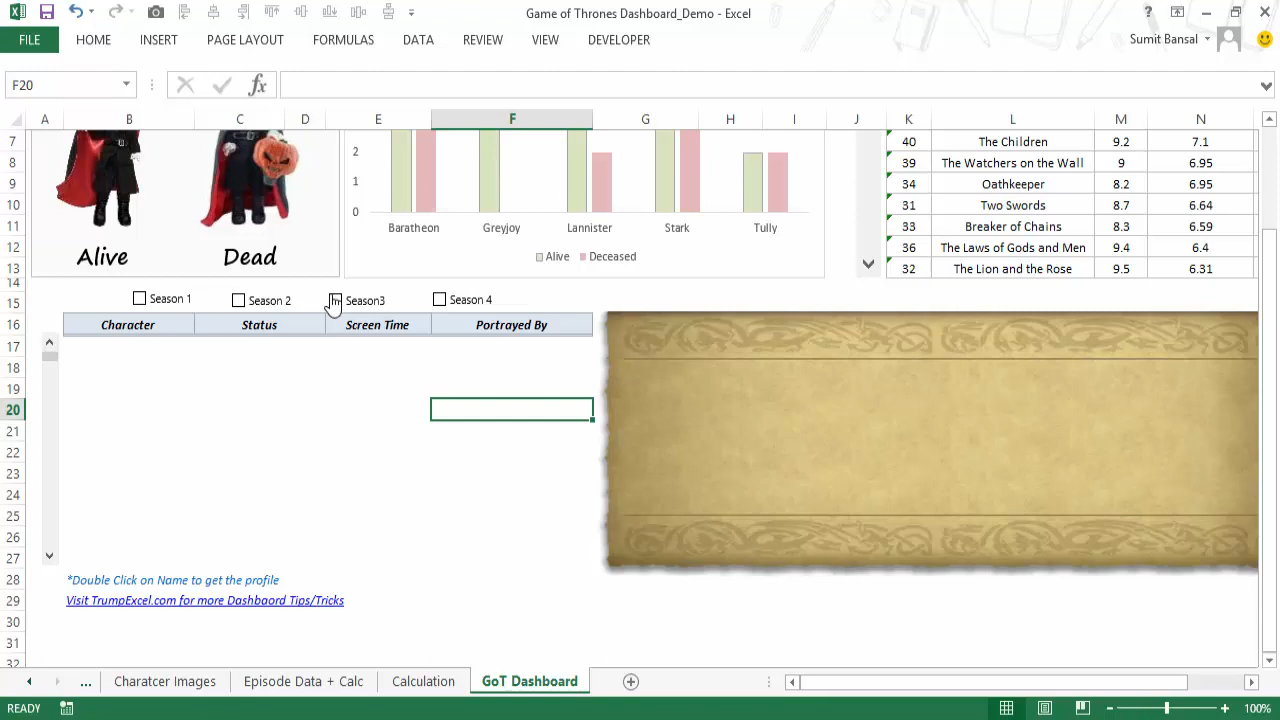 Game of Thrones Dashboard_Demo - Excel
FILE HOME INSERT PAGE LAYOUT FORMULAS DATA REVIEW VIEW DEVELOPER Sumit Bansal
F20
A B C D E F G H I J K L M N
7 2 40 The Children 9.2 7.1
8 39 The Watchers on the Wall 9 6.95
9 1 34 Oathkeeper 8.2 6.95
10 31 Two Swords 8.7 6.64
11 0 Baratheon Greyjoy Lannister Stark Tully 33 Breaker of Chains 8.3 6.59
12 Alive Dead Alive Deceased 36 The Laws of Gods and Men 9.4 6.4
13 32 The Lion and the Rose 9.5 6.31
14
15 Season 1 Season 2 Season3 Season 4
16 Character Status Screen Time Portrayed By
17
18
19
20
21
22
23
24
25
26
27
28 *Double Click on Name to get the profile
29 Visit TrumpExcel.com for more Dashbaord Tips/Tricks
30
31
32
... Charatcer Images Episode Data + Calc Calculation GoT Dashboard
READY 100%